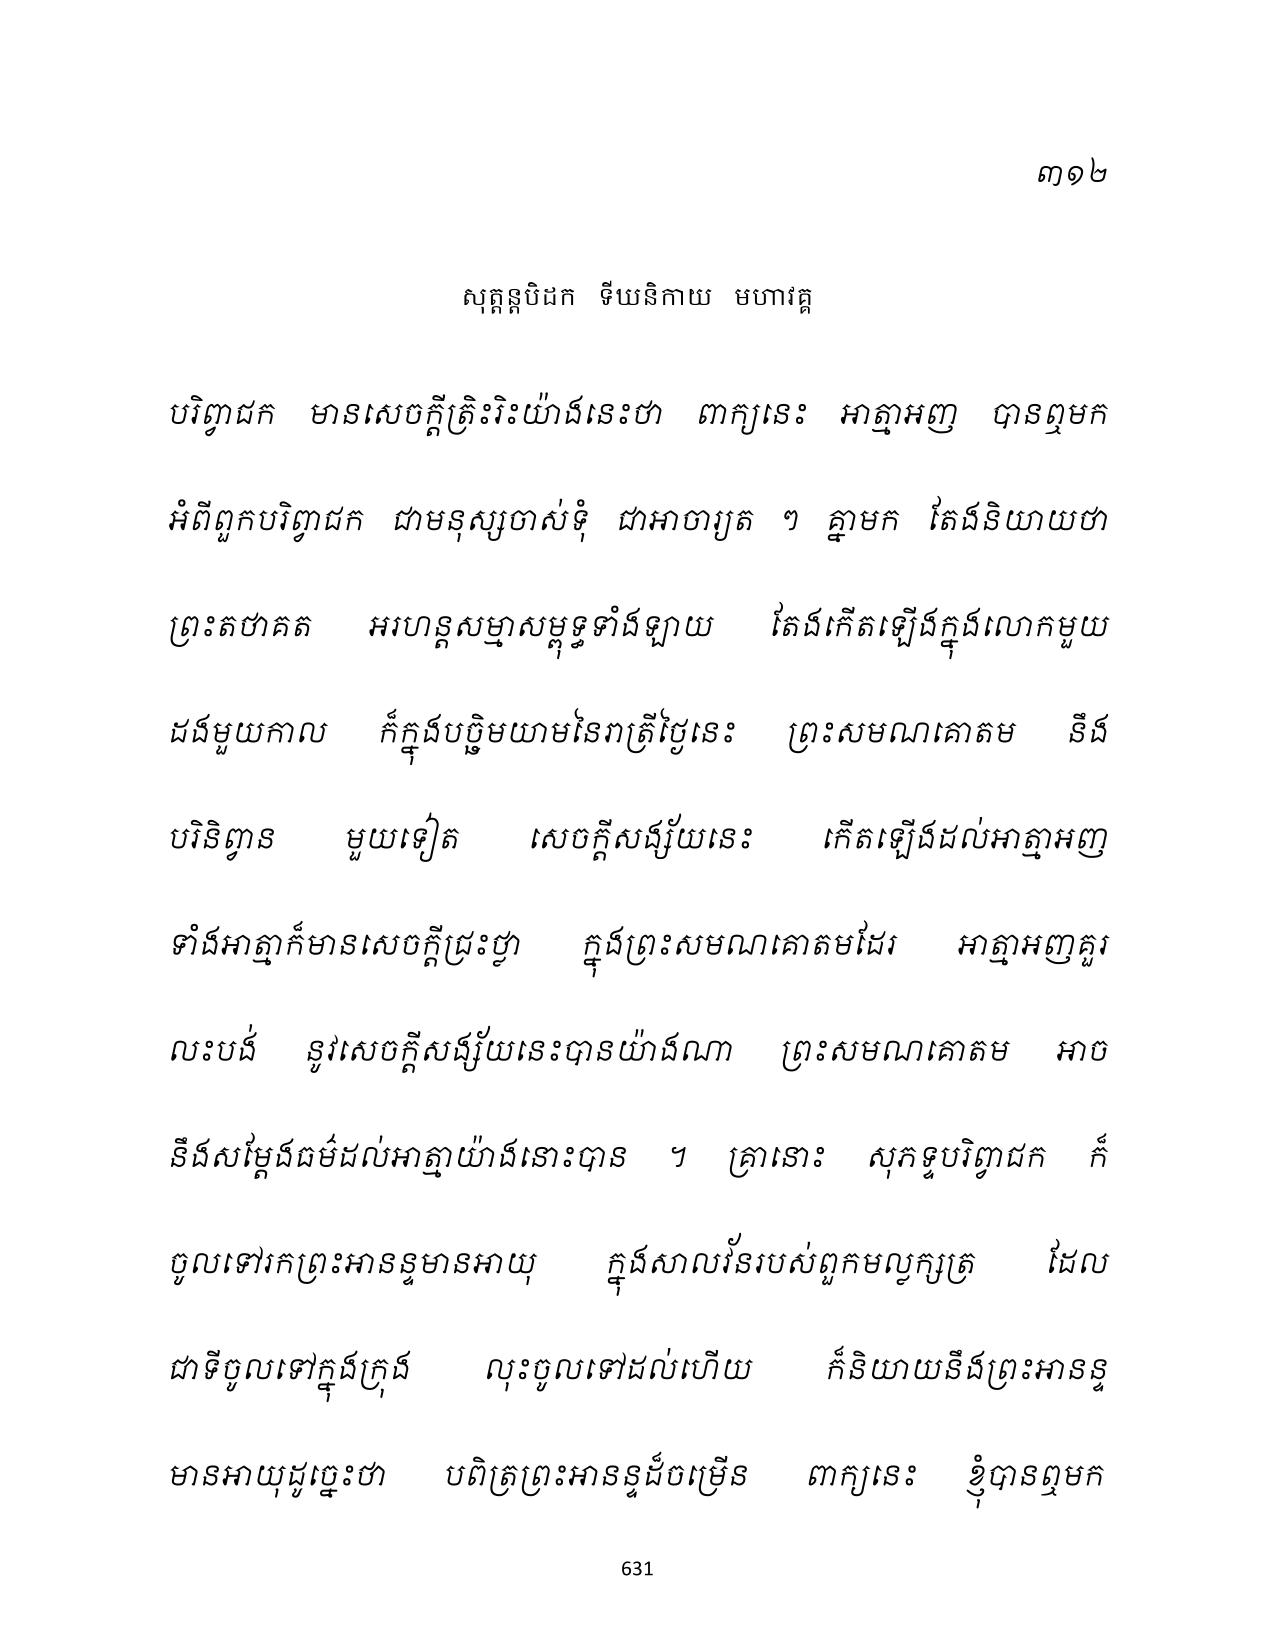 ៣១២
សុត្តន្តបិដក ទីឃនិកាយ មហាវគ្គ
បរិព្វាជក មានសេចក្តីត្រិះរិះយ៉ាងនេះថា ពាក្យនេះ អាត្មាអញ បានឮមក
អំពីពួកបរិព្វាជក ជាមនុស្សចាស់ទុំ ជាអាចារ្យត ៗ គ្នាមក តែងនិយាយថា
ព្រះតថាគត អរហន្តសម្មាសម្ពុទ្ធទាំងឡាយ តែងកើតឡើងក្នុងលោកមួយ
ដងមួយកាល ក៏ក្នុងបច្ឆិមយាមនៃរាត្រីថ្ងៃនេះ ព្រះសមណគោតម នឹង
បរិនិព្វាន មួយទៀត សេចក្តីសង្ស័យនេះ កើតឡើងដល់អាត្មាអញ
ទាំងអាត្មាក៏មានសេចក្តីជ្រះថ្លា ក្នុងព្រះសមណគោតមដែរ អាត្មាអញគួរ
លះបង់ នូវសេចក្តីសង្ស័យនេះបានយ៉ាងណា ព្រះសមណគោតម អាច
នឹងសម្តែងធម៌ដល់អាត្មាយ៉ាងនោះបាន ។ គ្រានោះ សុភទ្ទបរិព្វាជក ក៏
ចូលទៅរកព្រះអានន្ទមានអាយុ ក្នុងសាលវ័នរបស់ពួកមល្លក្សត្រ ដែល
ជាទីចូលទៅក្នុងក្រុង លុះចូលទៅដល់ហើយ ក៏និយាយនឹងព្រះអានន្ទ
មានអាយុដូច្នេះថា បពិត្រព្រះអានន្ទដ៏ចម្រើន ពាក្យនេះ ខ្ញុំបានឮមក
631